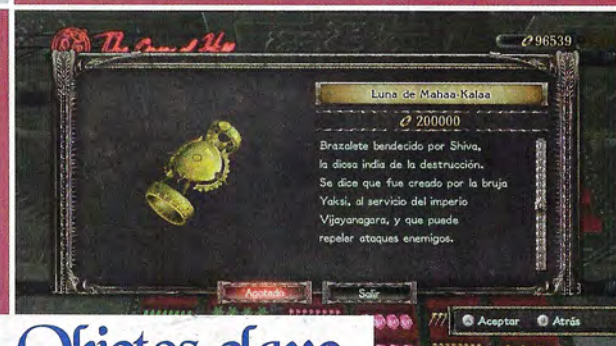 The Gates of Hell
96539
Luna de Mahaa-Kalaa
200000
Brazalete bendecido por Shiva,
la diosa india de la destrucción.
Se dice que fue creado por la bruja
Yaksi, al servicio del imperio
Vijayanagara, y que puede
repeler ataques enemigos.
Agotado
Salir
Aceptar
Atrás
Objetos clave